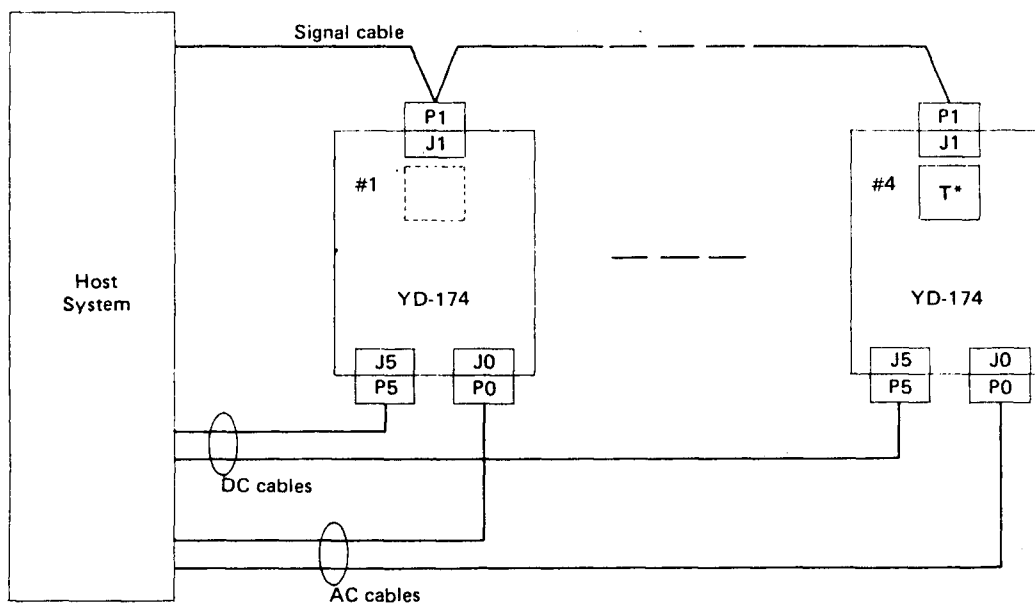 Signal cable
P1
J1
#1
P1
J1
#4
T*
Host
System
YD-174
YD-174
J5
P5
J0
P0
J5
P5
J0
P0
DC cables
AC cables